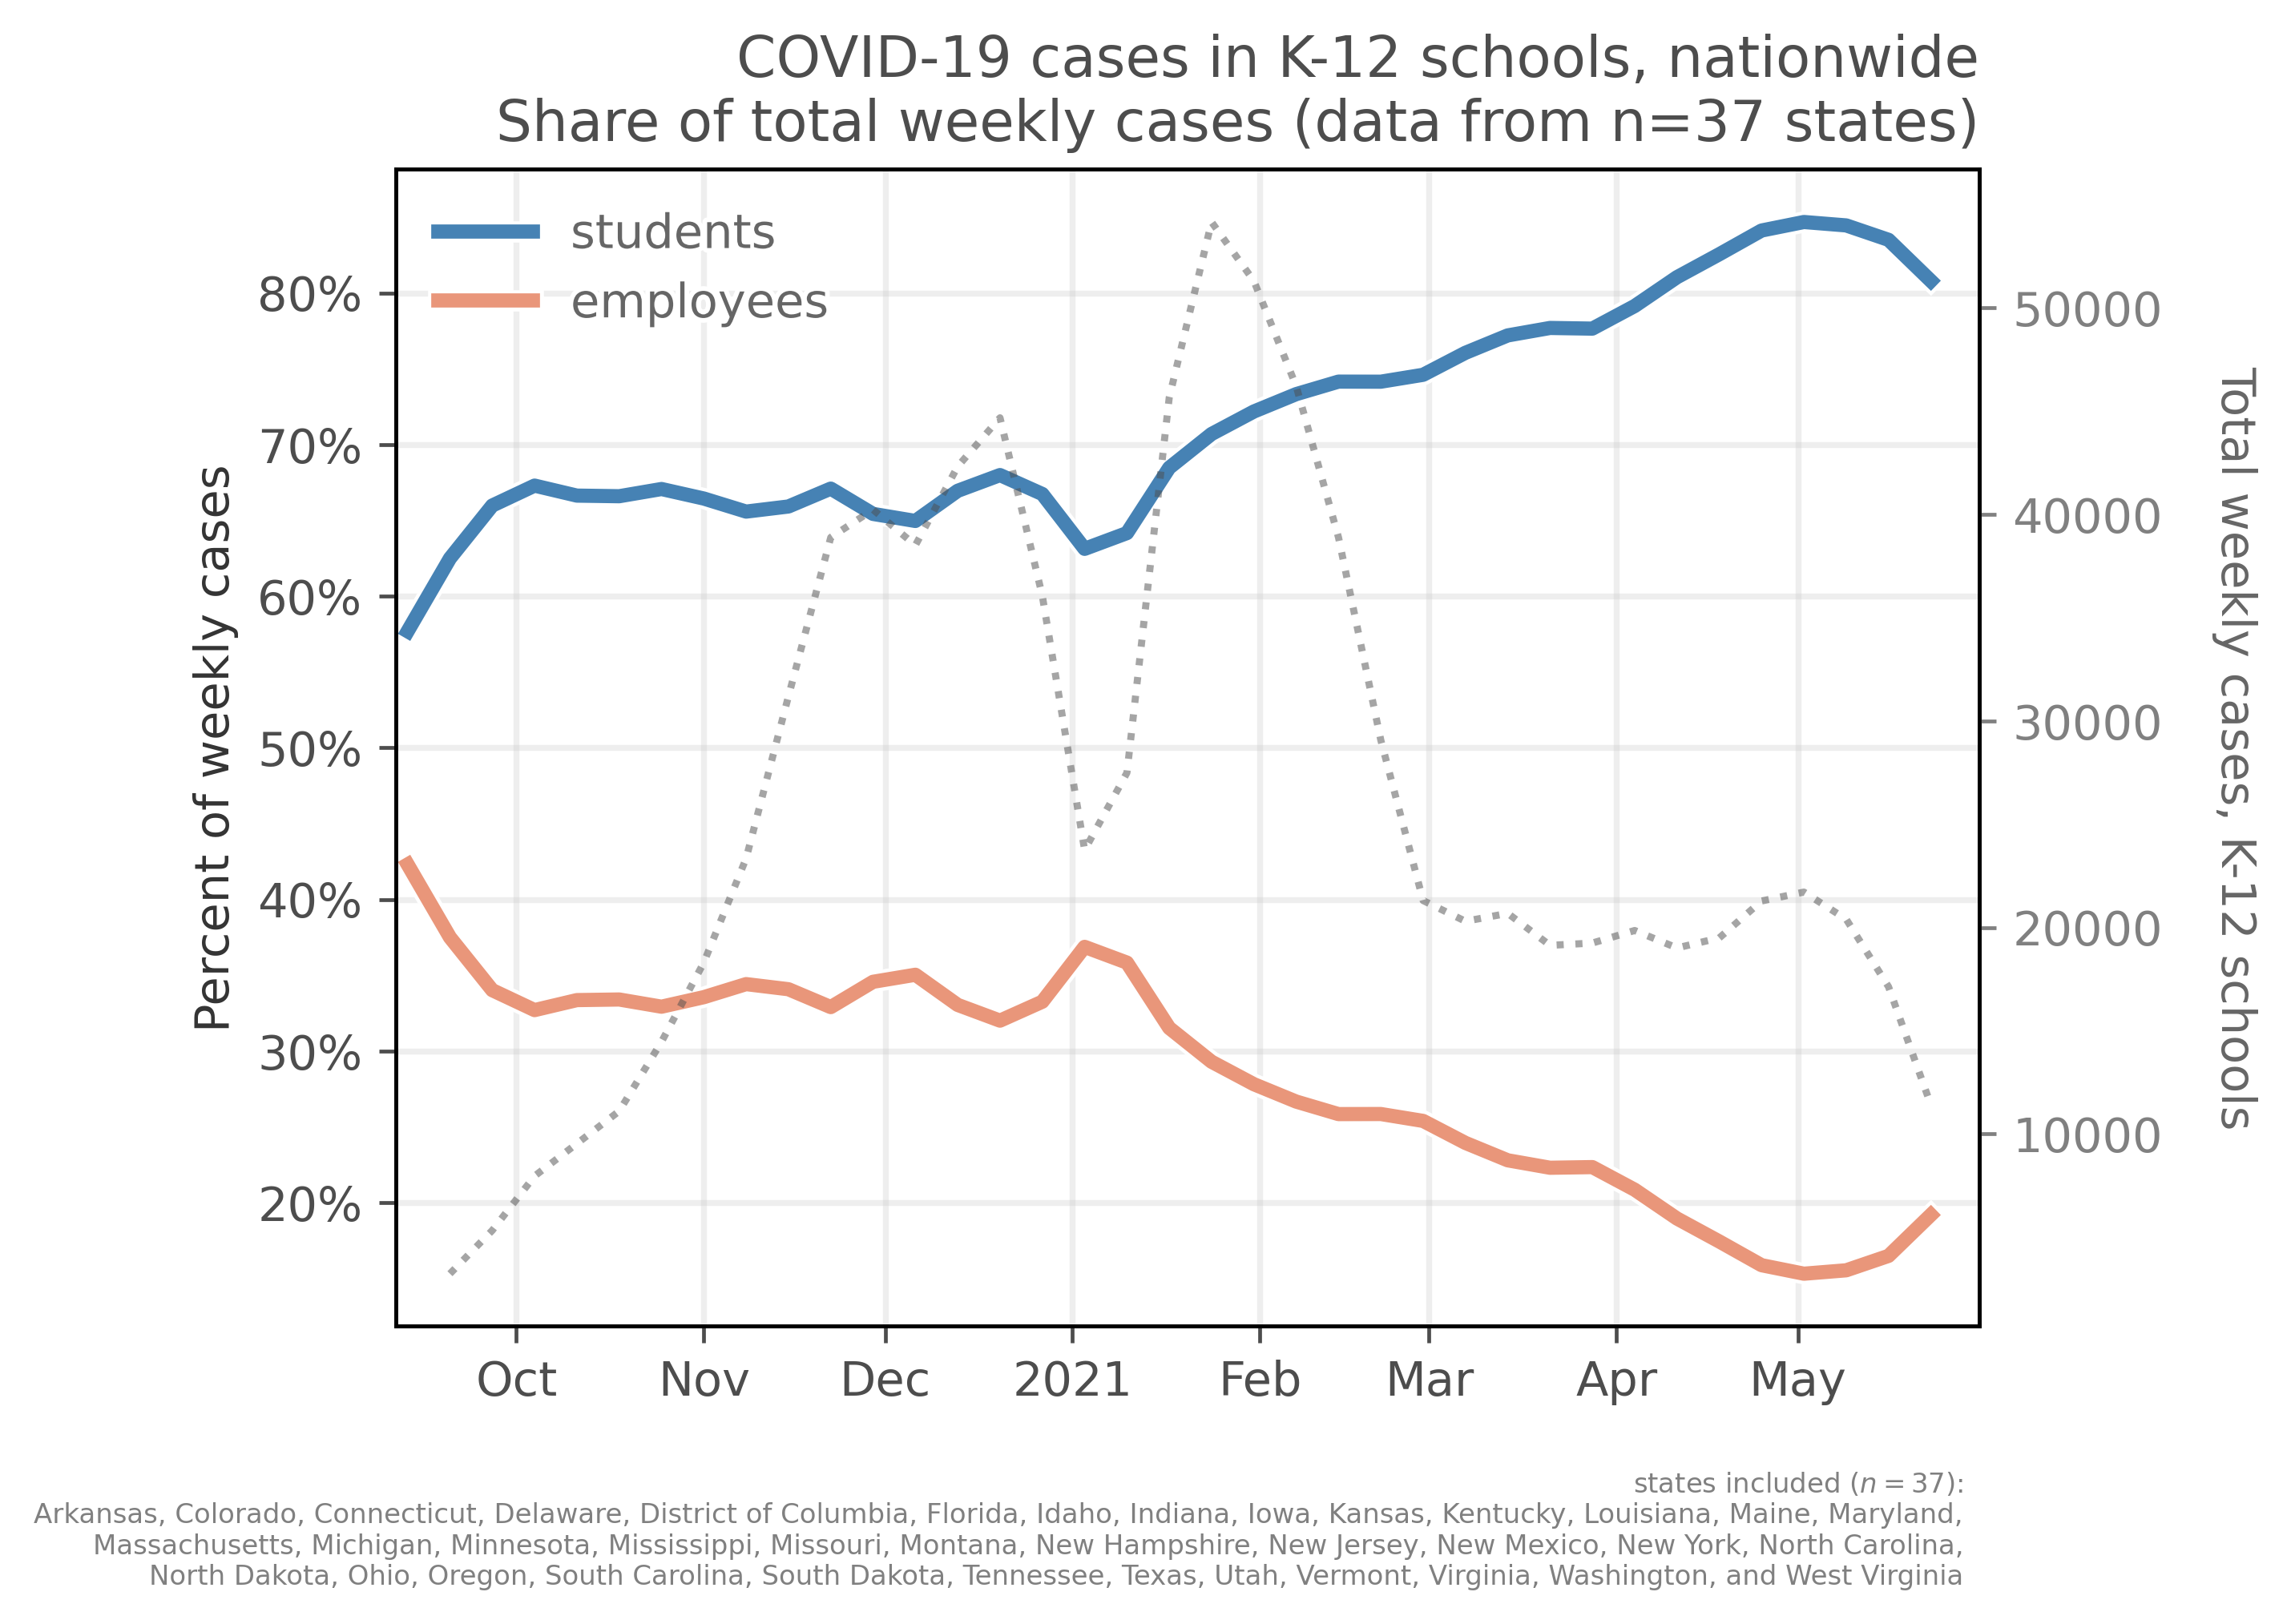 COVID-19 cases in K-12 schools, nationwide
Share of total weekly cases (data from n=37 states)
students
employees
80%
70%
60%
50%
40%
30%
20%
Percent of weekly cases
50000
40000
30000
20000
10000
Total weekly cases, K-12 schools
Oct Nov Dec 2021 Feb Mar Apr May
states included (n = 37):
Arkansas, Colorado, Connecticut, Delaware, District of Columbia, Florida, Idaho, Indiana, Iowa, Kansas, Kentucky, Louisiana, Maine, Maryland,
Massachusetts, Michigan, Minnesota, Mississippi, Missouri, Montana, New Hampshire, New Jersey, New Mexico, New York, North Carolina,
North Dakota, Ohio, Oregon, South Carolina, South Dakota, Tennessee, Texas, Utah, Vermont, Virginia, Washington, and West Virginia